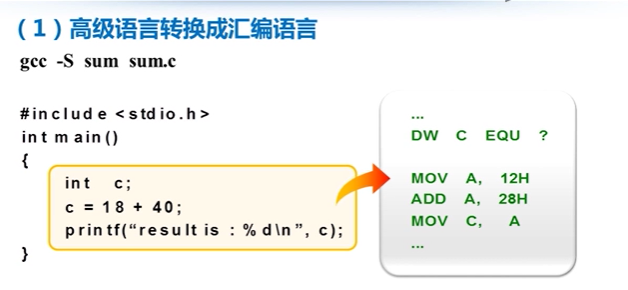 （1）高级语言转换成汇编语言
gcc -S sum sum.c
#include <stdio.h>
int main()
{
int c;
c = 18 + 40;
printf(“result is : %d\n”, c);
}
...
DW C EQU ?
MOV A, 12H
ADD A, 28H
MOV C, A
...